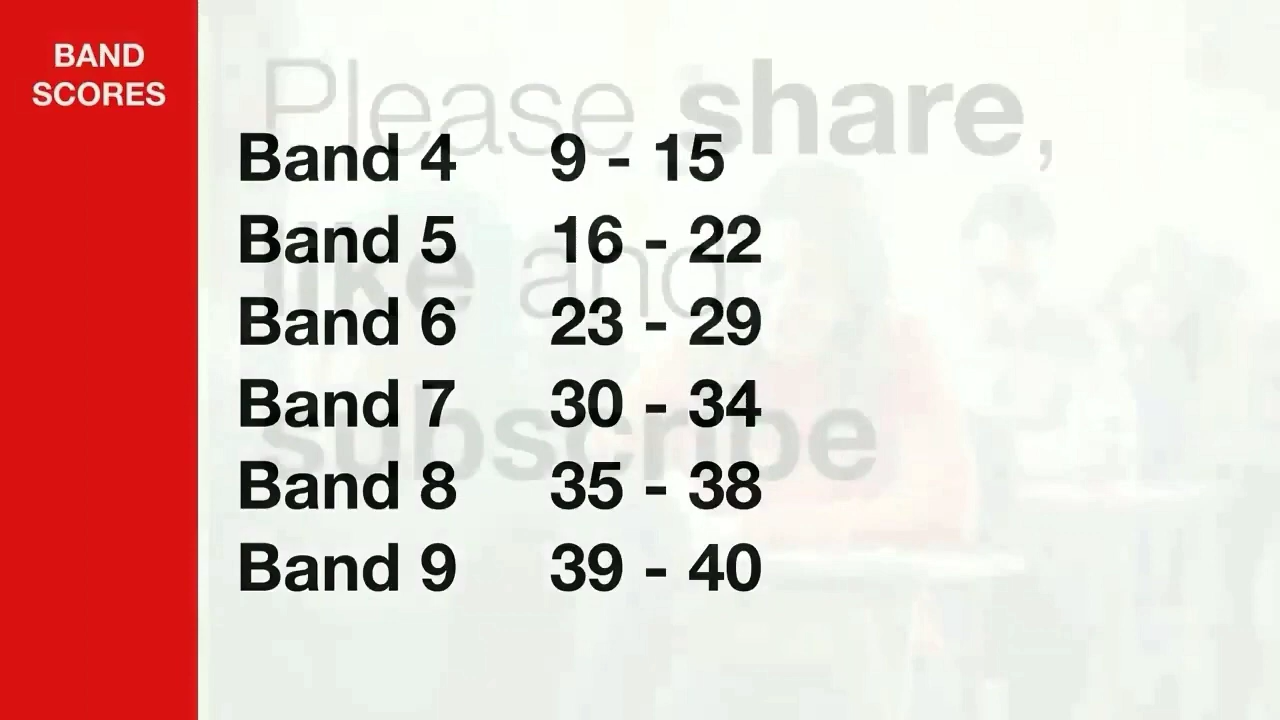 BAND
SCORES
Please share,
like and
subscribe
Band 4 9 - 15
Band 5 16 - 22
Band 6 23 - 29
Band 7 30 - 34
Band 8 35 - 38
Band 9 39 - 40